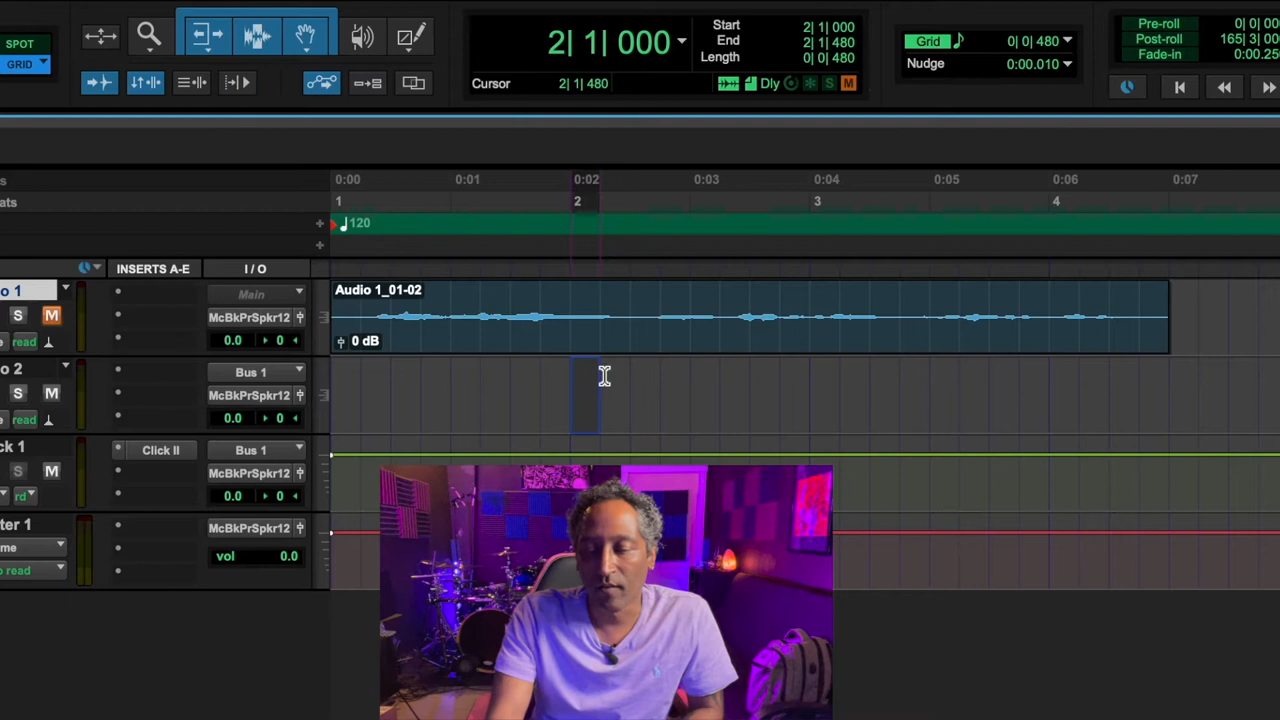 SPOT
GRID
2| 1| 000
Start 2| 1| 000
End 2| 1| 480
Length 0| 0| 480
Cursor 2| 1| 480
Dly S M
Grid 0| 0| 480
Nudge 0:00.010
Pre-roll 0| 0| 0
Post-roll 165| 3| 0
Fade-in 0:00.25
s 0:00 0:01 0:02 0:03 0:04 0:05 0:06 0:07
ats 1 2 3 4
120
INSERTS A-E I / O
o 1 Main Audio 1_01-02
S M McBkPrSpkr12
e read 0.0 0 0 dB
o 2 Bus 1
S M McBkPrSpkr12
e read 0.0 0
ck 1 Click II Bus 1
S M McBkPrSpkr12
rd 0.0 0
ter 1 McBkPrSpkr12
me vol 0.0
o read